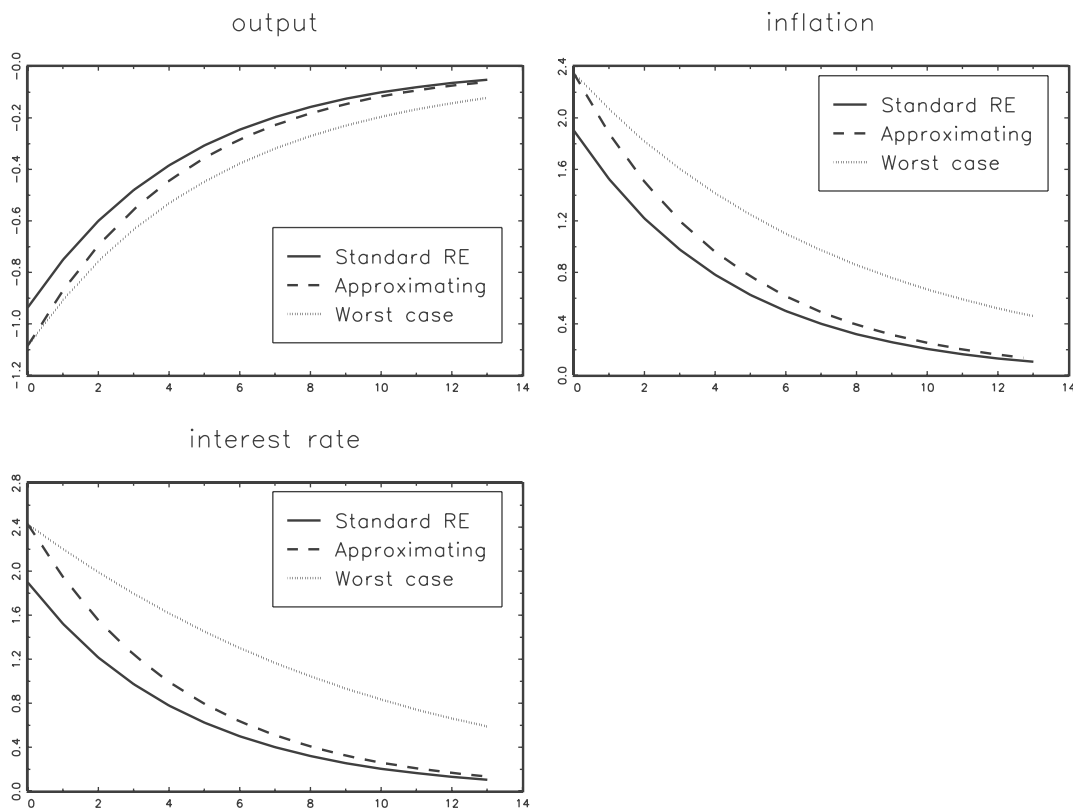 output
-0.0
-0.2
-0.4
-0.6
-0.8
-1.0
-1.2
0 2 4 6 8 10 12 14
Standard RE
Approximating
Worst case
inflation
2.4
2.0
1.6
1.2
0.8
0.4
0.0
0 2 4 6 8 10 12 14
Standard RE
Approximating
Worst case
interest rate
2.8
2.4
2.0
1.6
1.2
0.8
0.4
0.0
0 2 4 6 8 10 12 14
Standard RE
Approximating
Worst case